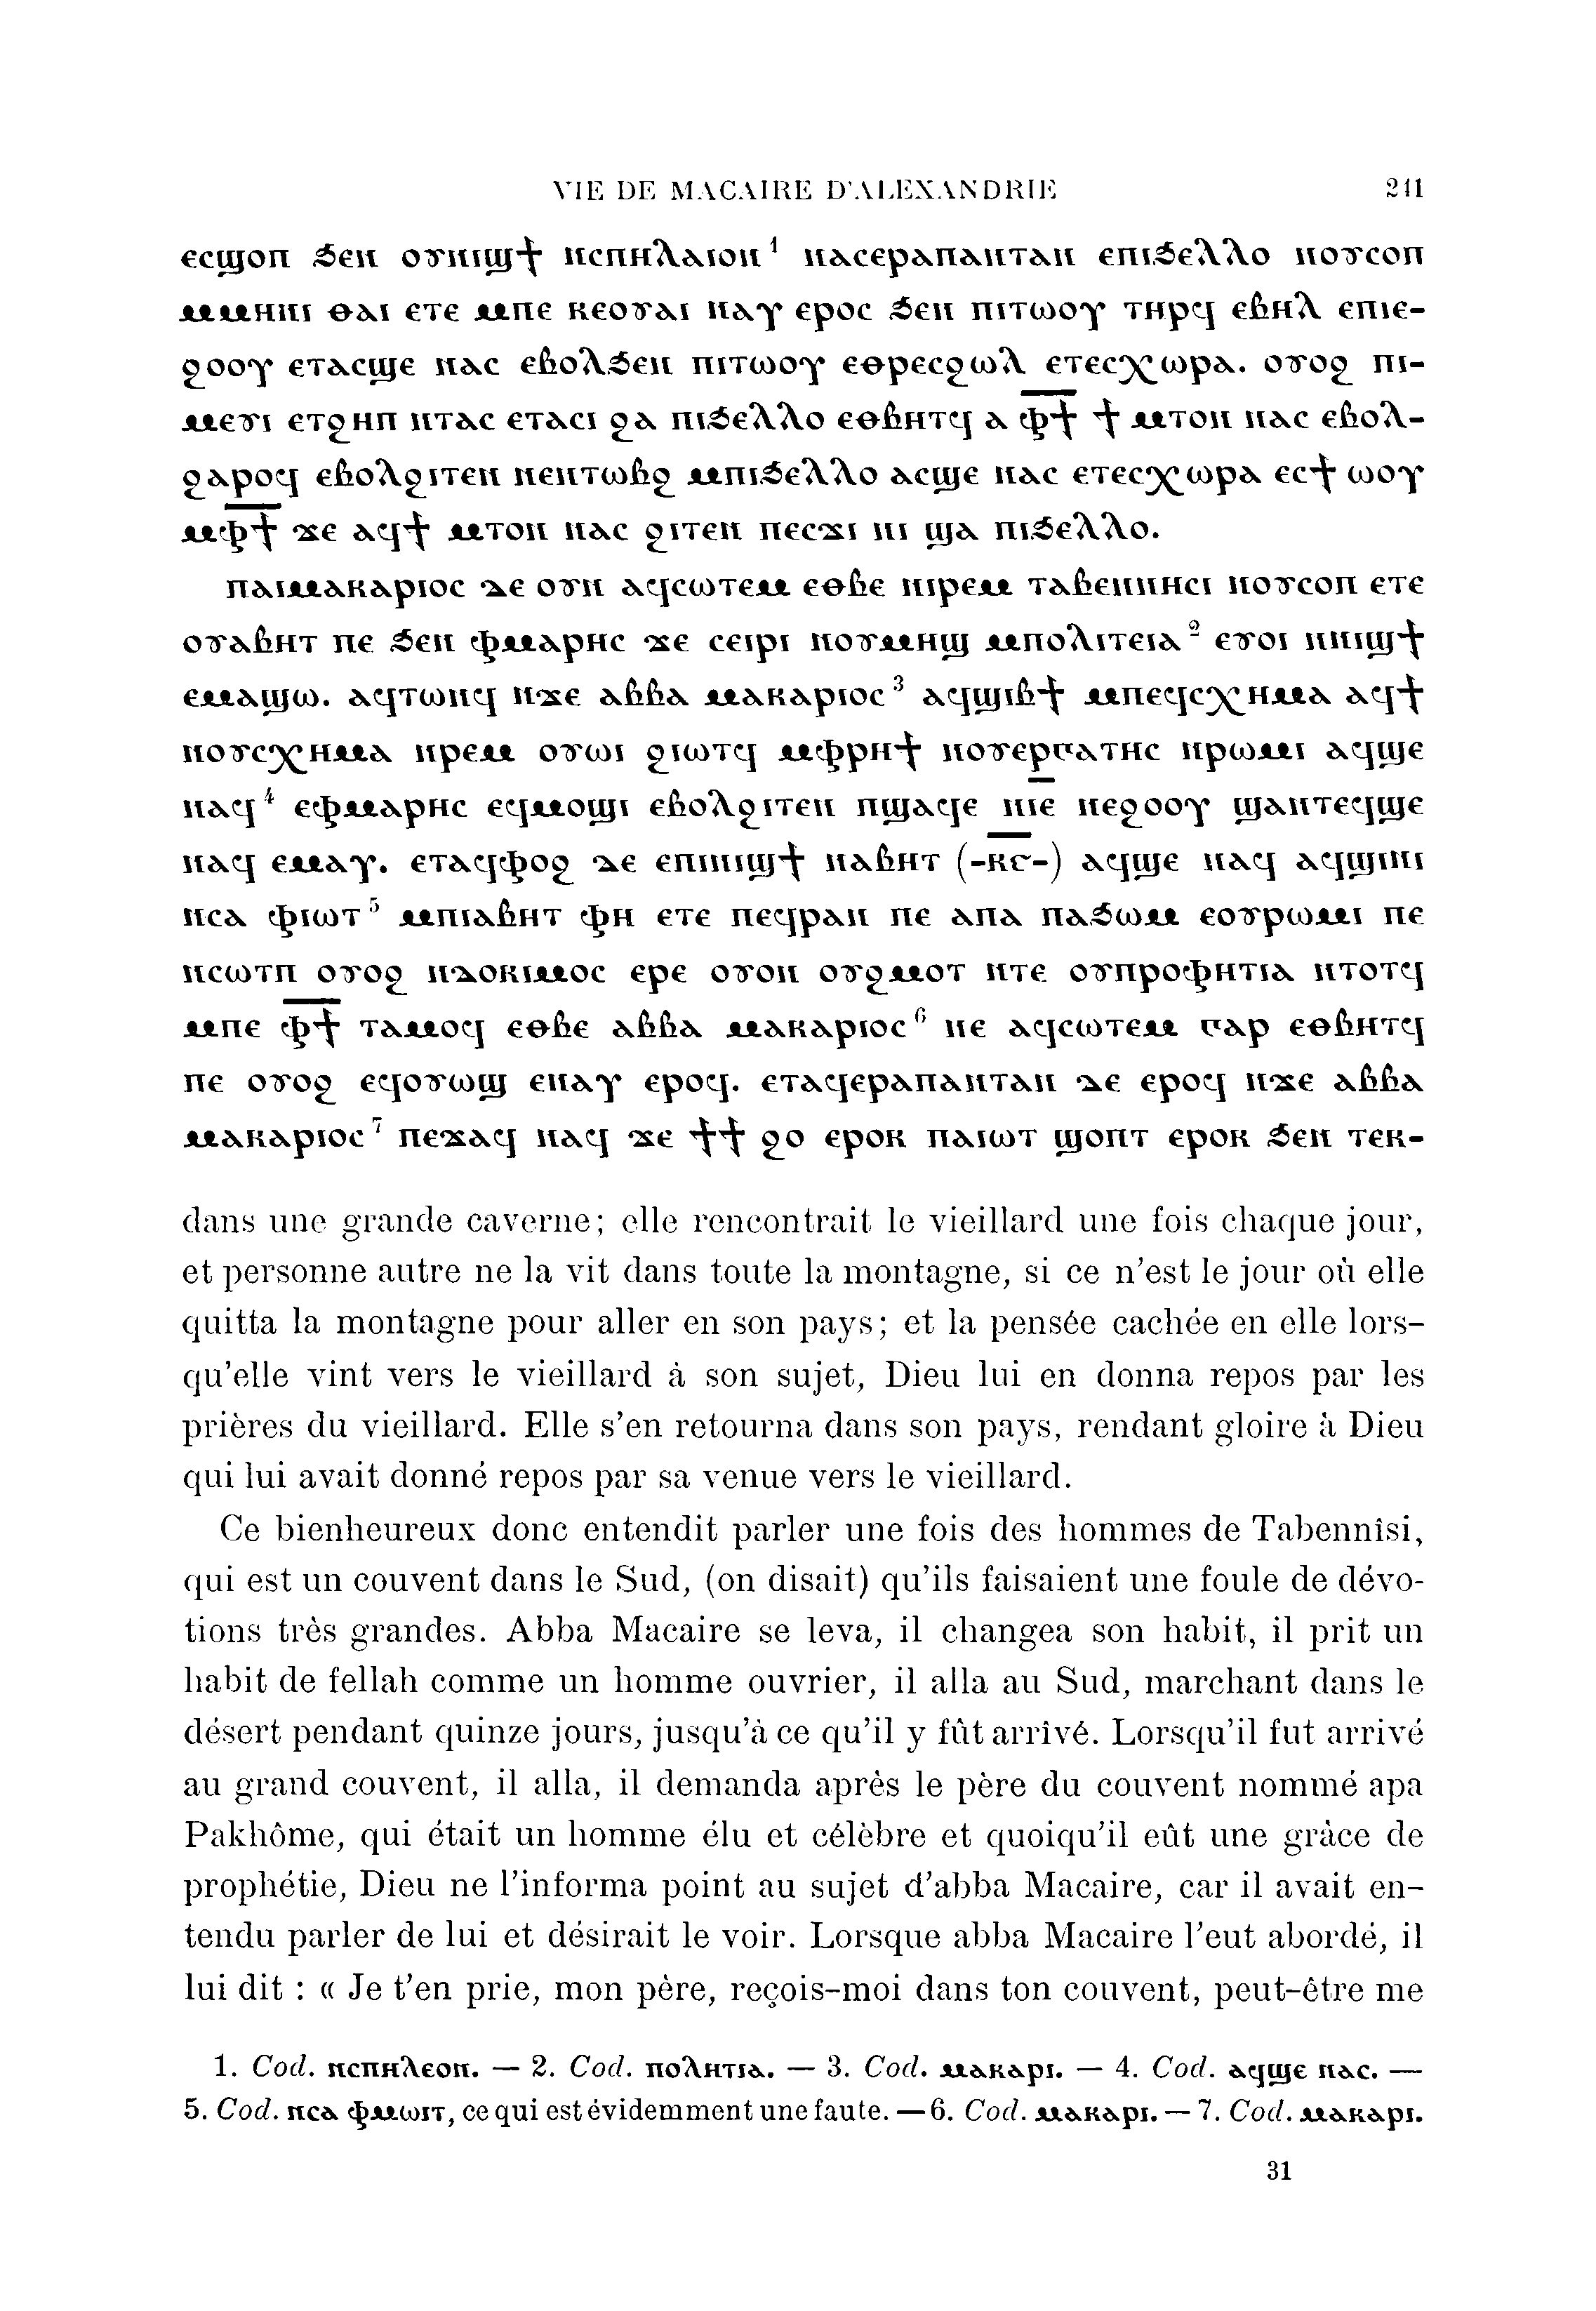 VIE DE MACAIRE D'ALEXANDRIE 241
ⲉⲥϣⲟⲡ ϧⲉⲛ ⲟⲩⲛⲓϣϯ ⲛⲥⲡⲏⲗⲁⲓⲟⲛ¹ ⲛⲁⲥⲉⲣⲁⲡⲁⲛⲧⲁⲛ ⲉⲡⲓϧⲉⲗⲗⲟ ⲛⲟⲩⲥⲟⲡ
ⲙⲙⲏⲛⲓ ⲑⲁⲓ ⲉⲧⲉ ⲙⲡⲉ ⲕⲉⲟⲩⲁⲓ ⲛⲁⲩ ⲉⲣⲟⲥ ϧⲉⲛ ⲡⲓⲧⲱⲟⲩ ⲧⲏⲣϥ ⲉⲃⲏⲗ ⲉⲡⲓⲉ-
ϩⲟⲟⲩ ⲉⲧⲁⲥϣⲉ ⲛⲁⲥ ⲉⲃⲟⲗϧⲉⲛ ⲡⲓⲧⲱⲟⲩ ⲉⲑⲣⲉⲥϩⲱⲗ ⲉⲧⲉⲥⲭⲱⲣⲁ. ⲟⲩⲟϩ ⲡⲓ-
ⲙⲉⲩⲓ ⲉⲧϩⲏⲡ ⲛⲧⲁⲥ ⲉⲧⲁⲥⲓ ϩⲁ ⲡⲓϧⲉⲗⲗⲟ ⲉⲑⲃⲏⲧϥ ⲁ ⲫ̅ϯ̅ ϯ ⲙⲧⲟⲛ ⲛⲁⲥ ⲉⲃⲟⲗ-
ϩⲁⲣⲟϥ ⲉⲃⲟⲗϩⲓⲧⲉⲛ ⲛⲉⲛⲧⲱⲃϩ ⲙⲡⲓϧⲉⲗⲗⲟ ⲁⲥϣⲉ ⲛⲁⲥ ⲉⲧⲉⲥⲭⲱⲣⲁ ⲉⲥϯ ⲱⲟⲩ
ⲙⲫ̅ϯ̅ ϫⲉ ⲁϥϯ ⲙⲧⲟⲛ ⲛⲁⲥ ϩⲓⲧⲉⲛ ⲡⲉⲥϫⲓ ⲛⲓ ϣⲁ ⲡⲓϧⲉⲗⲗⲟ.
ⲡⲁⲓⲙⲁⲕⲁⲣⲓⲟⲥ ⲇⲉ ⲟⲩⲛ ⲁϥⲥⲱⲧⲉⲙ ⲉⲑⲃⲉ ⲛⲓⲣⲉⲙ ⲧⲁⲃⲉⲛⲛⲏⲥⲓ ⲛⲟⲩⲥⲟⲡ ⲉⲧⲉ
ⲟⲩⲁⲃⲏⲧ ⲡⲉ ϧⲉⲛ ⲫⲙⲁⲣⲏⲥ ϫⲉ ⲥⲉⲓⲣⲓ ⲛⲟⲩⲙⲏϣ ⲙⲡⲟⲗⲓⲧⲉⲓⲁ² ⲉⲩⲟⲓ ⲛⲛⲓϣϯ
ⲉⲙⲁϣⲱ. ⲁϥⲧⲱⲛϥ ⲛϫⲉ ⲁⲃⲃⲁ ⲙⲁⲕⲁⲣⲓⲟⲥ³ ⲁϥϣⲓⲃϯ ⲙⲡⲉϥⲥⲭⲏⲙⲁ ⲁϥϯ
ⲛⲟⲩⲥⲭⲏⲙⲁ ⲛⲣⲉⲙ ⲟⲩⲱⲓ ϩⲓⲱⲧϥ ⲙⲫⲣⲏϯ ⲛⲟⲩⲉⲣⲅⲁⲧⲏⲥ ⲛⲣⲱⲙⲓ ⲁϥϣⲉ
ⲛⲁϥ⁴ ⲉⲫⲙⲁⲣⲏⲥ ⲉϥⲙⲟϣⲓ ⲉⲃⲟⲗϩⲓⲧⲉⲛ ⲡϣⲁϥⲉ ⲛⲓ̅ⲉ̅ ⲛⲉϩⲟⲟⲩ ϣⲁⲛⲧⲉϥϣⲉ
ⲛⲁϥ ⲉⲙⲁⲩ. ⲉⲧⲁϥⲫⲟϩ ⲇⲉ ⲉⲡⲓⲛⲓϣϯ ⲛⲁⲃⲏⲧ (-ⲕ̅ⲅ̅-) ⲁϥϣⲉ ⲛⲁϥ ⲁϥϣⲓⲛⲓ
ⲛⲥⲁ ⲫⲓⲱⲧ⁵ ⲙⲡⲓⲁⲃⲏⲧ ⲫⲏ ⲉⲧⲉ ⲡⲉϥⲣⲁⲛ ⲡⲉ ⲁⲡⲁ ⲡⲁϧⲱⲙ ⲉⲟⲩⲣⲱⲙⲓ ⲡⲉ
ⲛⲥⲱⲧⲡ ⲟⲩⲟϩ ⲛⲇⲟⲕⲓⲙⲟⲥ ⲉⲣⲉ ⲟⲩⲟⲛ ⲟⲩϩⲙⲟⲧ ⲛⲧⲉ ⲟⲩⲡⲣⲟⲫⲏⲧⲓⲁ ⲛⲧⲟⲧϥ
ⲙⲡⲉ ⲫ̅ϯ̅ ⲧⲁⲙⲟϥ ⲉⲑⲃⲉ ⲁⲃⲃⲁ ⲙⲁⲕⲁⲣⲓⲟⲥ⁶ ⲛⲉ ⲁϥⲥⲱⲧⲉⲙ ⲅⲁⲣ ⲉⲑⲃⲏⲧϥ
ⲡⲉ ⲟⲩⲟϩ ⲉϥⲟⲩⲱϣ ⲉⲛⲁⲩ ⲉⲣⲟϥ. ⲉⲧⲁϥⲉⲣⲁⲡⲁⲛⲧⲁⲛ ⲇⲉ ⲉⲣⲟϥ ⲛϫⲉ ⲁⲃⲃⲁ
ⲙⲁⲕⲁⲣⲓⲟⲥ⁷ ⲡⲉϫⲁϥ ⲛⲁϥ ϫⲉ ϯϯ ϩⲟ ⲉⲣⲟⲕ ⲡⲁⲓⲱⲧ ϣⲟⲡⲧ ⲉⲣⲟⲕ ϧⲉⲛ ⲧⲉⲕ-
dans une grande caverne; elle rencontrait le vieillard une fois chaque jour,
et personne autre ne la vit dans toute la montagne, si ce n'est le jour où elle
quitta la montagne pour aller en son pays; et la pensée cachée en elle lors-
qu'elle vint vers le vieillard à son sujet, Dieu lui en donna repos par les
prières du vieillard. Elle s'en retourna dans son pays, rendant gloire à Dieu
qui lui avait donné repos par sa venue vers le vieillard.
Ce bienheureux donc entendit parler une fois des hommes de Tabennîsi,
qui est un couvent dans le Sud, (on disait) qu'ils faisaient une foule de dévo-
tions très grandes. Abba Macaire se leva, il changea son habit, il prit un
habit de fellah comme un homme ouvrier, il alla au Sud, marchant dans le
désert pendant quinze jours, jusqu'à ce qu'il y fût arrivé. Lorsqu'il fut arrivé
au grand couvent, il alla, il demanda après le père du couvent nommé apa
Pakhôme, qui était un homme élu et célèbre et quoiqu'il eût une grâce de
prophétie, Dieu ne l'informa point au sujet d'abba Macaire, car il avait en-
tendu parler de lui et désirait le voir. Lorsque abba Macaire l'eut abordé, il
lui dit : « Je t'en prie, mon père, reçois-moi dans ton couvent, peut-être me
1. Cod. ⲛⲥⲡⲏⲗⲉⲟⲛ. — 2. Cod. ⲡⲟⲗⲏⲧⲓⲁ. — 3. Cod. ⲙⲁⲕⲁⲣⲓ. — 4. Cod. ⲁϥϣⲉ ⲛⲁⲥ. —
5. Cod. ⲛⲥⲁ ⲫⲙⲱⲓⲧ, ce qui est évidemment une faute. — 6. Cod. ⲙⲁⲕⲁⲣⲓ. — 7. Cod. ⲙⲁⲕⲁⲣⲓ.
31